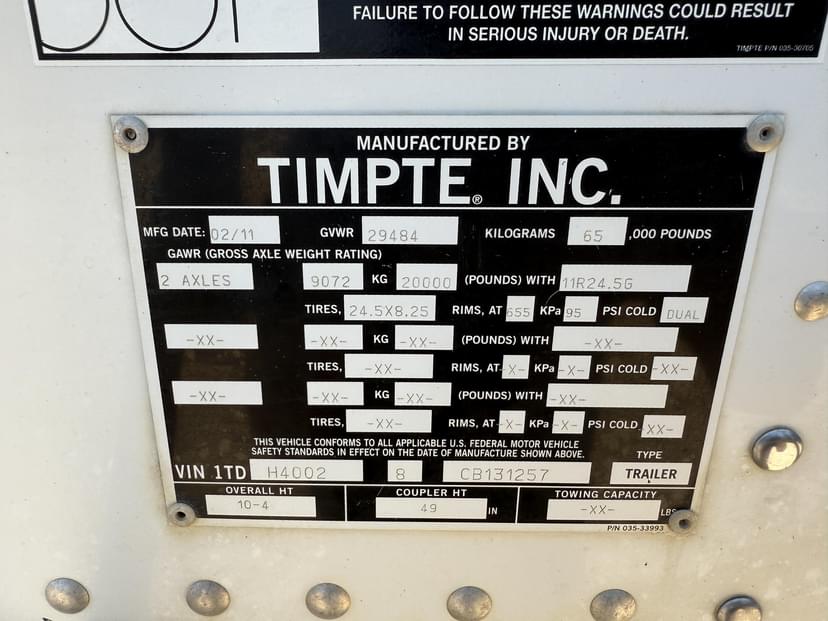 FAILURE TO FOLLOW THESE WARNINGS COULD RESULT
IN SERIOUS INJURY OR DEATH.
TIMPTE P/N 035-30705
MANUFACTURED BY
TIMPTE® INC.
MFG DATE: 02/11 GVWR 29484 KILOGRAMS 65 ,000 POUNDS
GAWR (GROSS AXLE WEIGHT RATING)
2 AXLES 9072 KG 20000 (POUNDS) WITH 11R24.5G
TIRES, 24.5X8.25 RIMS, AT 655 KPa 95 PSI COLD DUAL
-XX- -XX- KG -XX- (POUNDS) WITH -XX-
TIRES, -XX- RIMS, AT -X- KPa -X- PSI COLD -XX-
-XX- -XX- KG -XX- (POUNDS) WITH -XX-
TIRES, -XX- RIMS, AT -X- KPa -X- PSI COLD XX-
THIS VEHICLE CONFORMS TO ALL APPLICABLE U.S. FEDERAL MOTOR VEHICLE
SAFETY STANDARDS IN EFFECT ON THE DATE OF MANUFACTURE SHOWN ABOVE.
TYPE
VIN 1TD H4002 8 CB131257 TRAILER
OVERALL HT COUPLER HT TOWING CAPACITY
10-4 49 IN -XX- LBS
P/N 035-33993